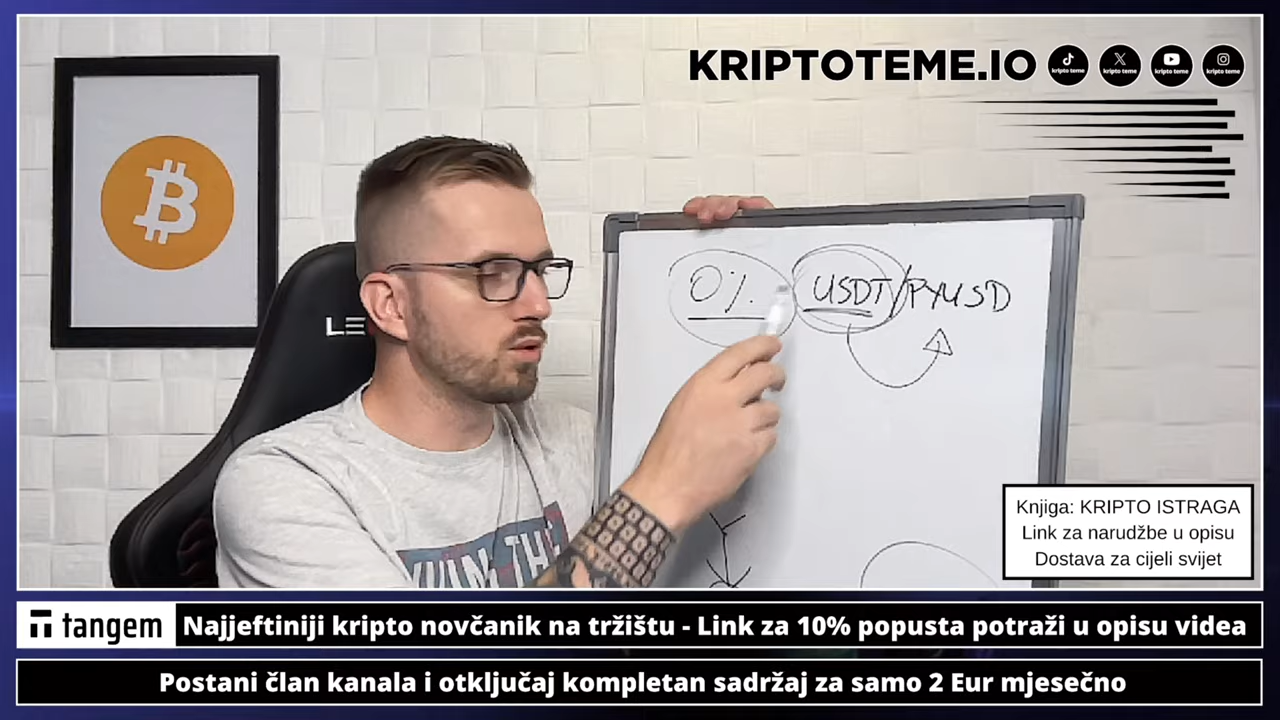 KRIPTOTEME.IO
kripto teme
kripto teme
kripto teme
kripto teme
LE
0%. USDT/PYUSD
Knjiga: KRIPTO ISTRAGA
Link za narudžbe u opisu
Dostava za cijeli svijet
tangem Najjeftiniji kripto novčanik na tržištu - Link za 10% popusta potraži u opisu videa
Postani član kanala i otključaj kompletan sadržaj za samo 2 Eur mjesečno